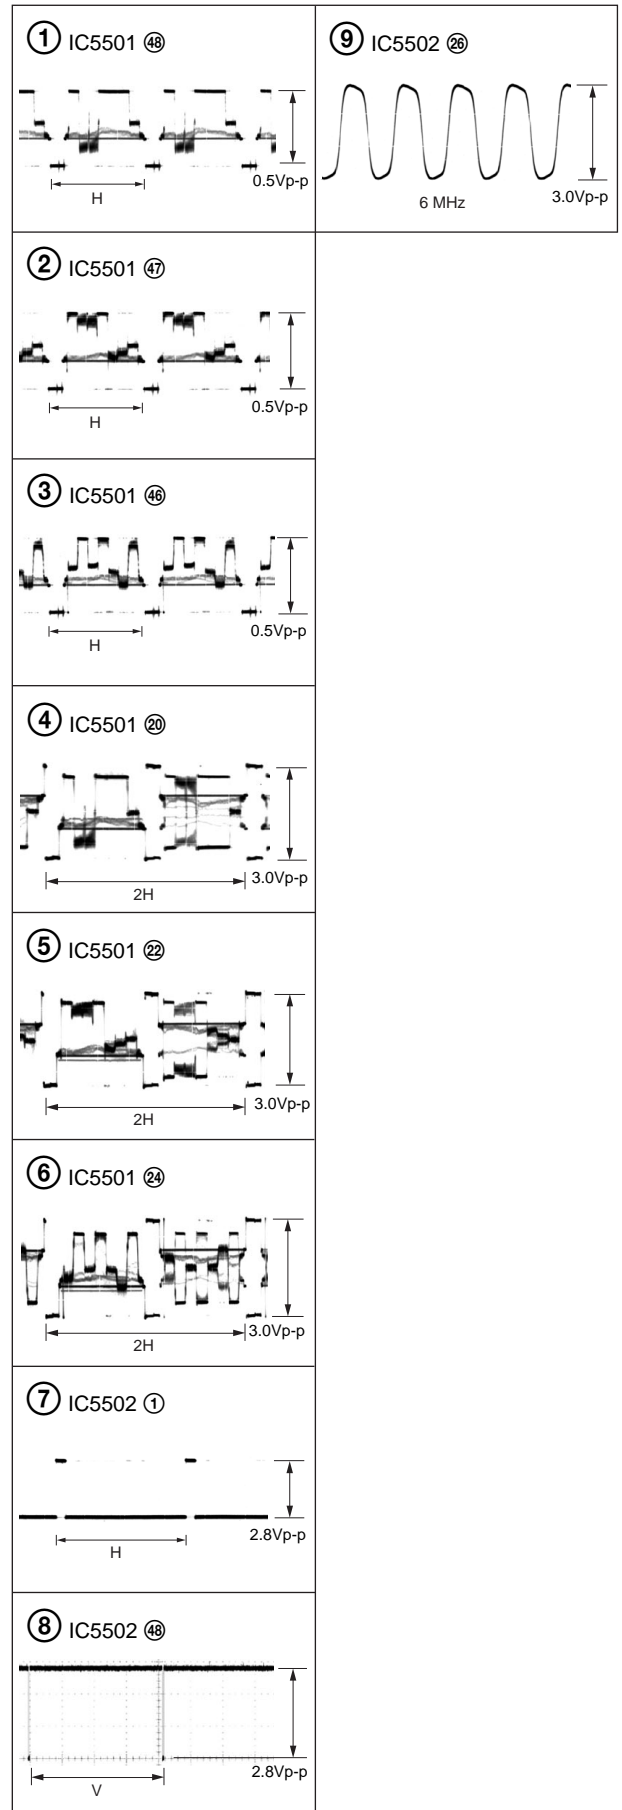 ① IC5501 ㊽
0.5Vp-p
H
② IC5501 ㊼
0.5Vp-p
H
③ IC5501 ㊻
0.5Vp-p
H
④ IC5501 ⑳
3.0Vp-p
2H
⑤ IC5501 ㉒
3.0Vp-p
2H
⑥ IC5501 ㉔
3.0Vp-p
2H
⑦ IC5502 ①
2.8Vp-p
H
⑧ IC5502 ㊽
2.8Vp-p
V
⑨ IC5502 ㉖
3.0Vp-p
6 MHz